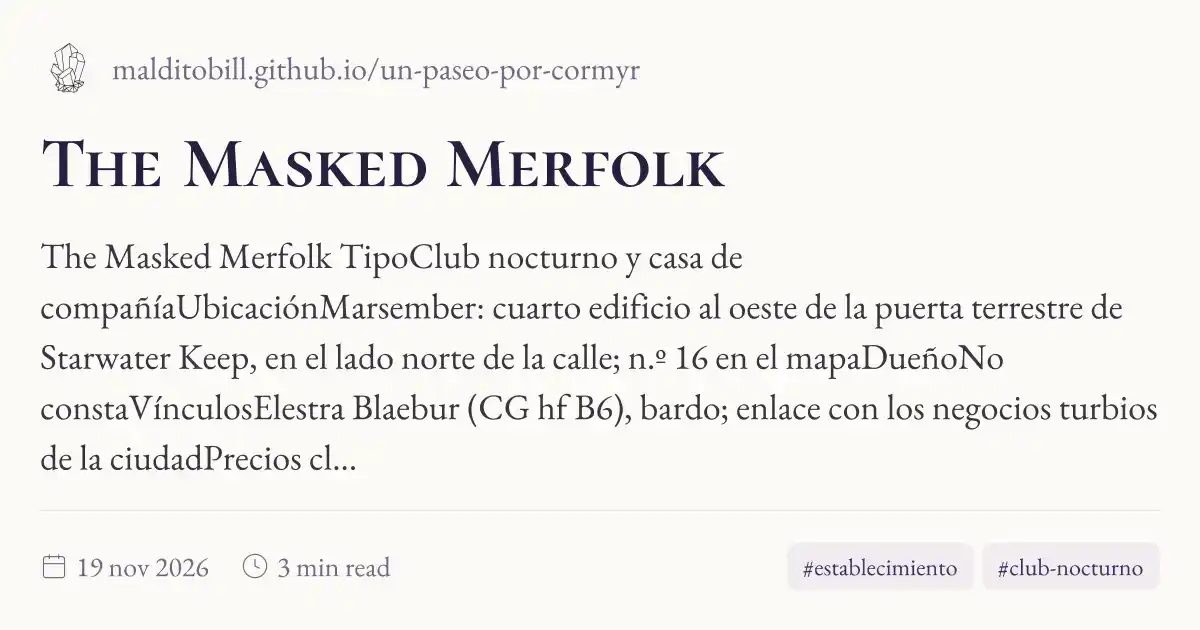 malditobill.github.io/un-paseo-por-cormyr
The Masked Merfolk
The Masked Merfolk TipoClub nocturno y casa de
compañíaUbicaciónMarsember: cuarto edificio al oeste de la puerta terrestre de
Starwater Keep, en el lado norte de la calle; n.º 16 en el mapaDueñoNo
constaVínculosElestra Blaebur (CG hf B6), bardo; enlace con los negocios turbios
de la ciudadPrecios cl...
19 nov 2026 3 min read #establecimiento #club-nocturno